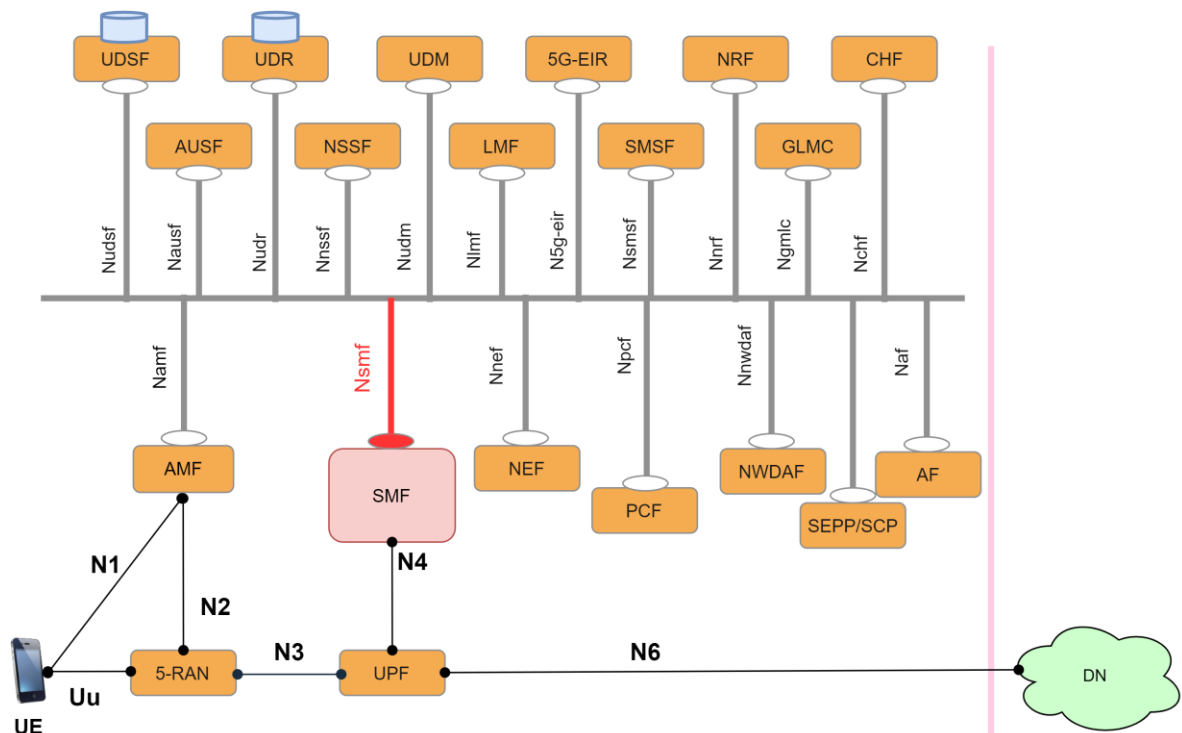 UDSF
UDR
UDM
5G-EIR
NRF
CHF
AUSF
NSSF
LMF
SMSF
GLMC
Nudsf
Nausf
Nudr
Nnssf
Nudm
Nlmf
N5g-eir
Nsmsf
Nnrf
Ngmlc
Nchf
Namf
Nsmf
Nnef
Npcf
Nnwdaf
Naf
AMF
SMF
NEF
PCF
NWDAF
AF
SEPP/SCP
N1
N2
N4
N3
N6
5-RAN
UPF
DN
Uu
UE